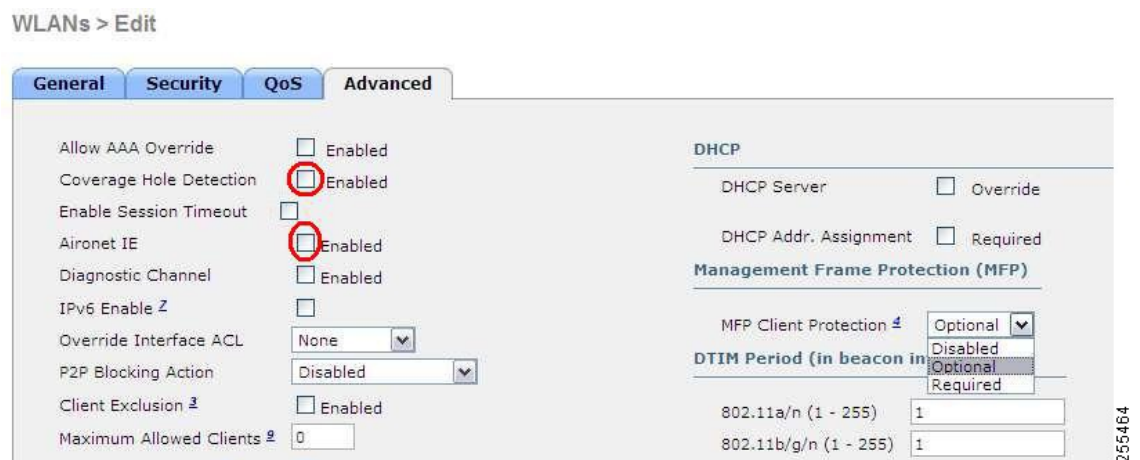 WLANs > Edit
General Security QoS Advanced
Allow AAA Override Enabled
Coverage Hole Detection Enabled
Enable Session Timeout
Aironet IE Enabled
Diagnostic Channel Enabled
IPv6 Enable 7
Override Interface ACL None
P2P Blocking Action Disabled
Client Exclusion 3 Enabled
Maximum Allowed Clients 9 0
DHCP
DHCP Server Override
DHCP Addr. Assignment Required
Management Frame Protection (MFP)
MFP Client Protection 4 Optional
Disabled
Optional
Required
DTIM Period (in beacon in
802.11a/n (1 - 255) 1
802.11b/g/n (1 - 255) 1
255464